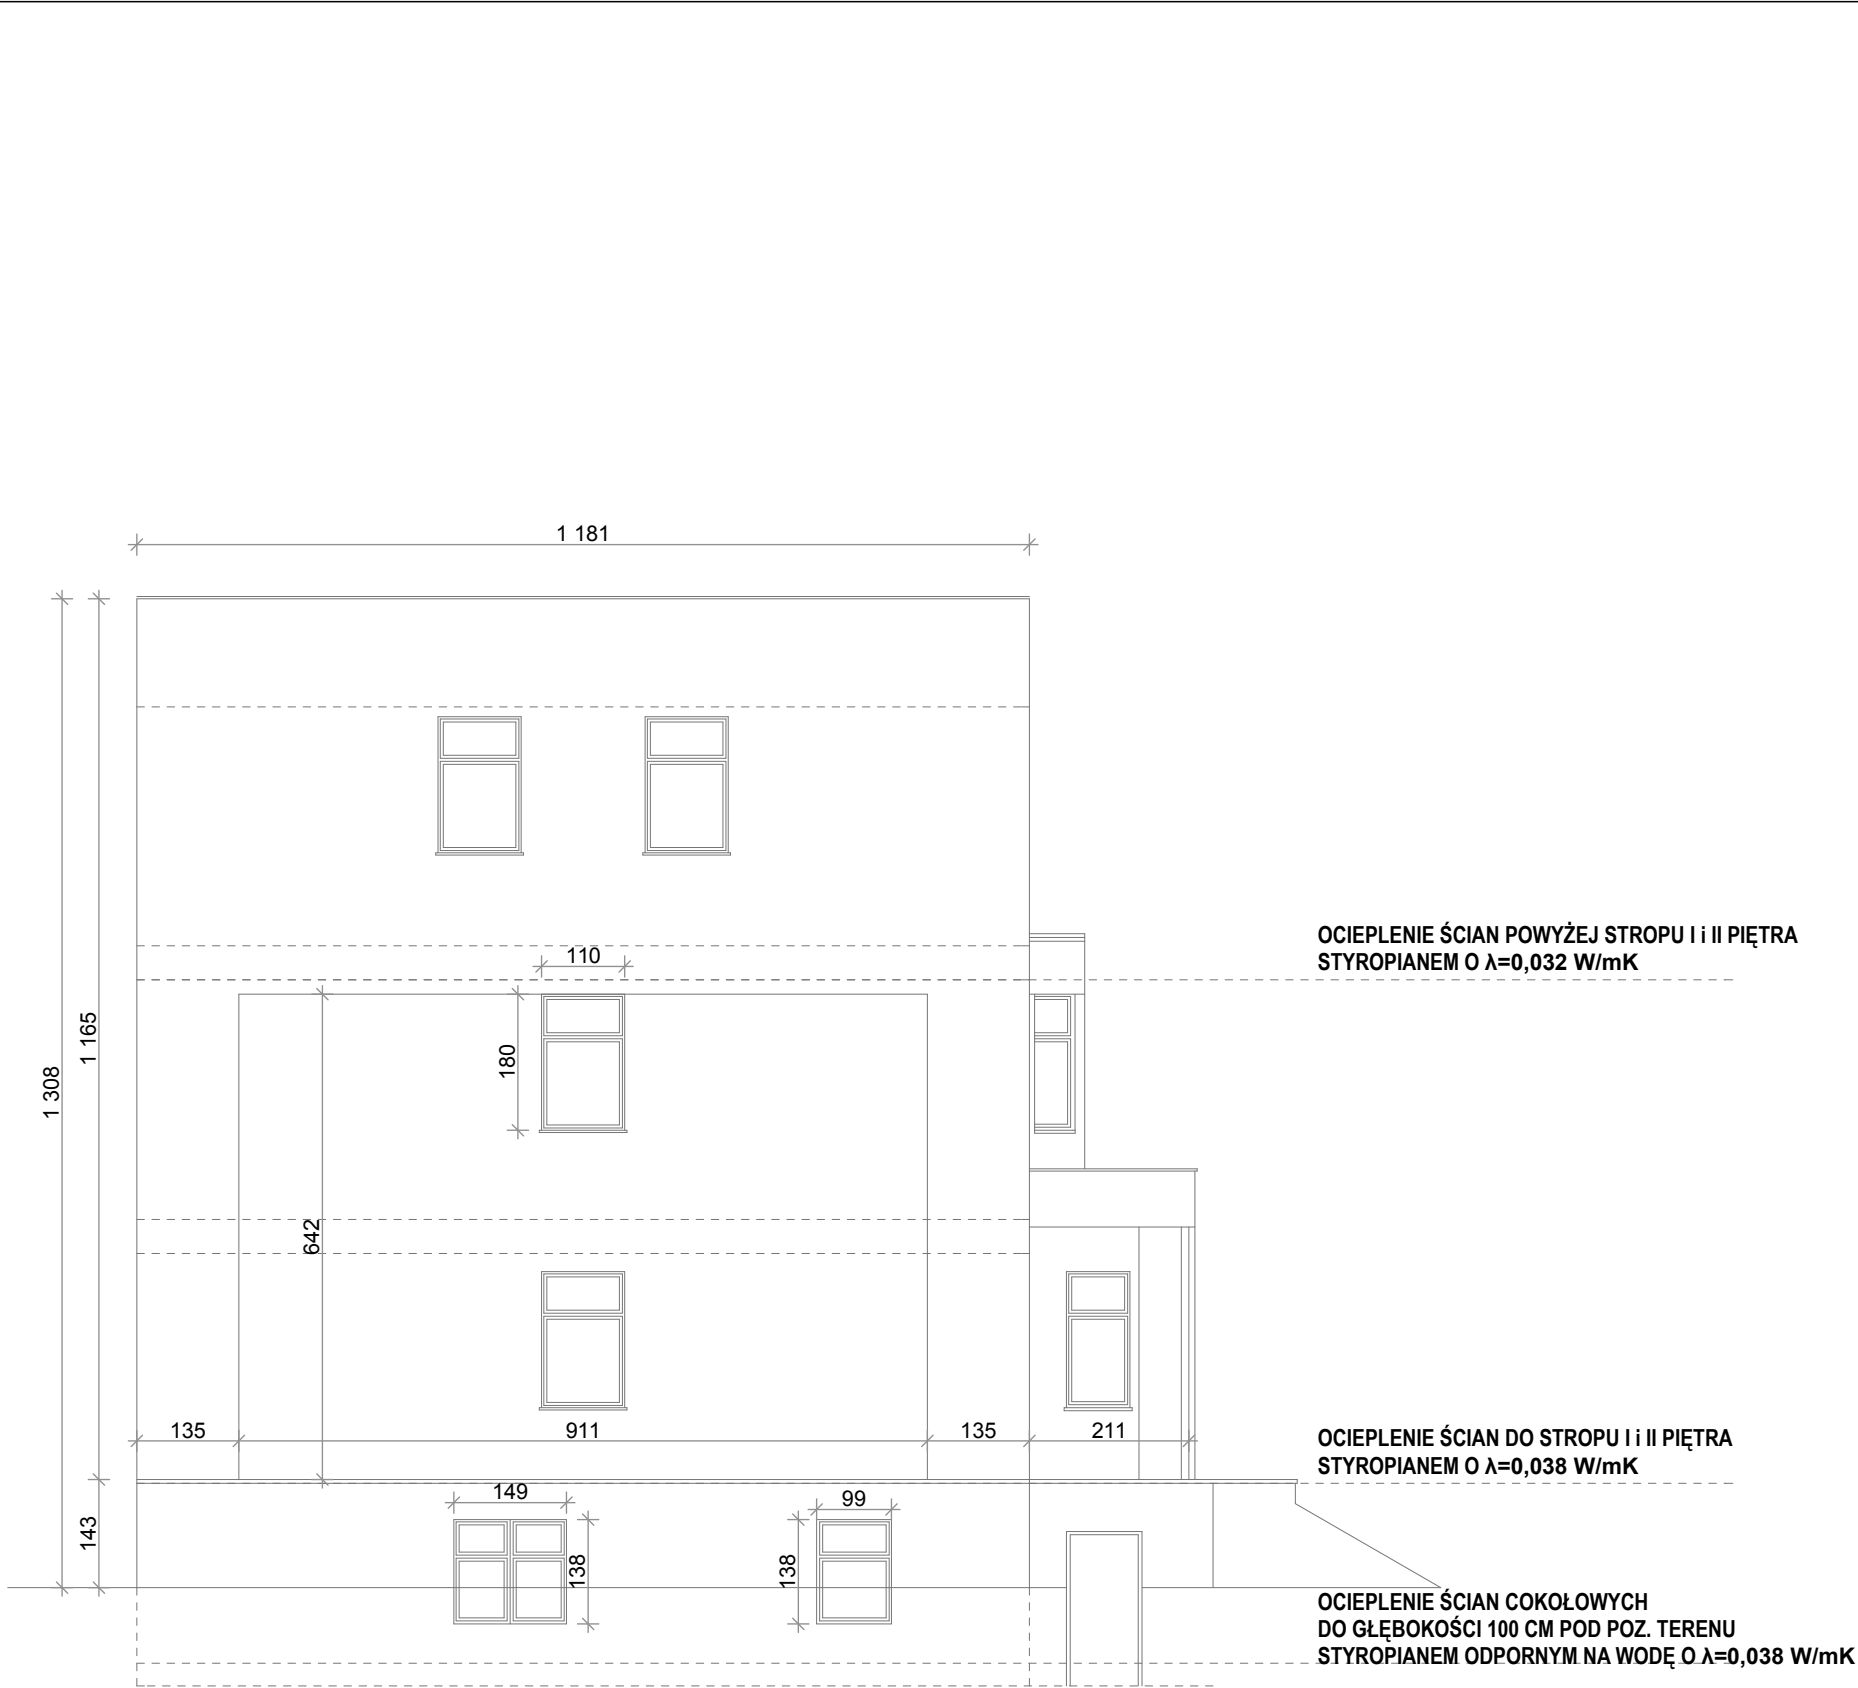 1 181
OCIEPLENIE ŚCIAN POWYŻEJ STROPU I i II PIĘTRA
STYROPIANEM O λ=0,032 W/mK
110
180
1 165
1 308
642
135
911
135
211
OCIEPLENIE ŚCIAN DO STROPU I i II PIĘTRA
STYROPIANEM O λ=0,038 W/mK
149
99
143
138
138
OCIEPLENIE ŚCIAN COKOŁOWYCH
DO GŁĘBOKOŚCI 100 CM POD POZ. TERENU
STYROPIANEM ODPORNYM NA WODĘ O λ=0,038 W/mK